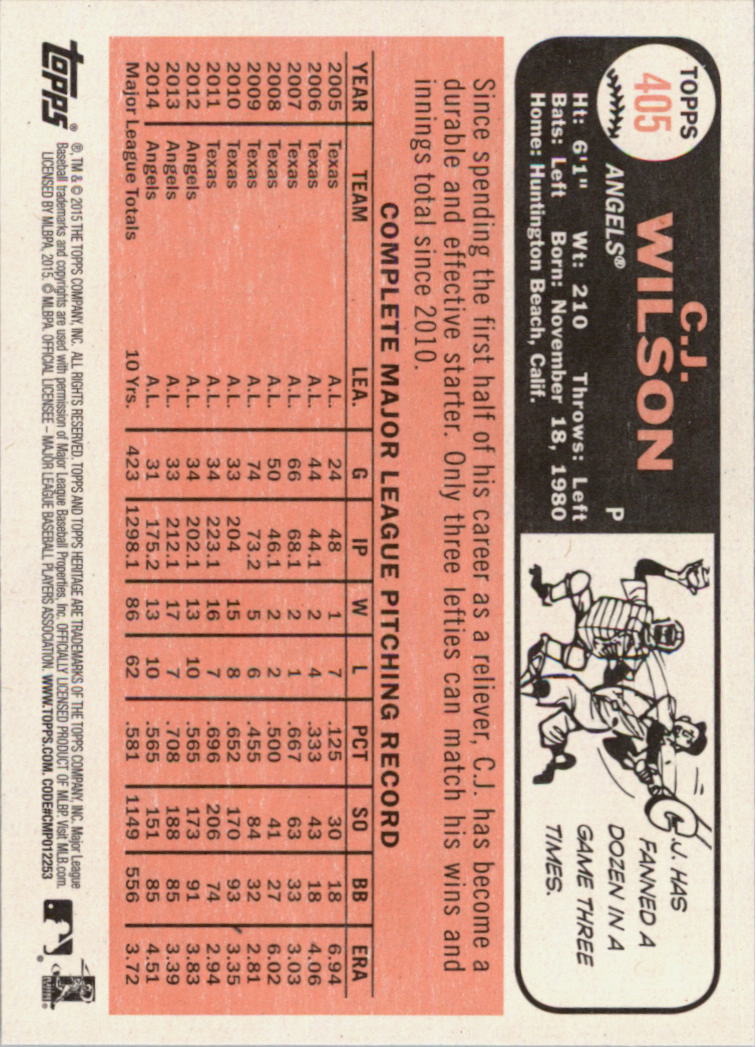 TOPPS
405
C.J.
WILSON
ANGELS® P
Ht: 6'1" Wt: 210 Throws: Left
Bats: Left Born: November 18, 1980
Home: Huntington Beach, Calif.
C.J. HAS
FANNED A
DOZEN IN A
GAME THREE
TIMES.
Since spending the first half of his career as a reliever, C.J. has become a
durable and effective starter. Only three lefties can match his wins and
innings total since 2010.
COMPLETE MAJOR LEAGUE PITCHING RECORD
YEAR TEAM LEA. G IP W L PCT SO BB ERA
2005 Texas A.L. 24 48 1 7 .125 30 18 6.94
2006 Texas A.L. 44 44.1 2 4 .333 43 18 4.06
2007 Texas A.L. 66 68.1 2 1 .667 63 33 3.03
2008 Texas A.L. 50 46.1 2 2 .500 41 27 6.02
2009 Texas A.L. 74 73.2 5 6 .455 84 32 2.81
2010 Texas A.L. 33 204 15 8 .652 170 93 3.35
2011 Texas A.L. 34 223.1 16 7 .696 206 74 2.94
2012 Angels A.L. 34 202.1 13 10 .565 173 91 3.83
2013 Angels A.L. 33 212.1 17 7 .708 188 85 3.39
2014 Angels A.L. 31 175.2 13 10 .565 151 85 4.51
Major League Totals 10 Yrs. 423 1298.1 86 62 .581 1149 556 3.72
topps® ®, TM & © 2015 THE TOPPS COMPANY, INC. ALL RIGHTS RESERVED. TOPPS AND TOPPS HERITAGE ARE TRADEMARKS OF THE TOPPS COMPANY, INC. Major League
Baseball trademarks and copyrights are used with permission of Major League Baseball Properties, Inc. OFFICIALLY LICENSED PRODUCT OF MLBP. Visit MLB.com.
LICENSED BY MLBPA, 2015. © MLBPA. OFFICIAL LICENSEE – MAJOR LEAGUE BASEBALL PLAYERS ASSOCIATION. WWW.TOPPS.COM. CODE#CMP012253